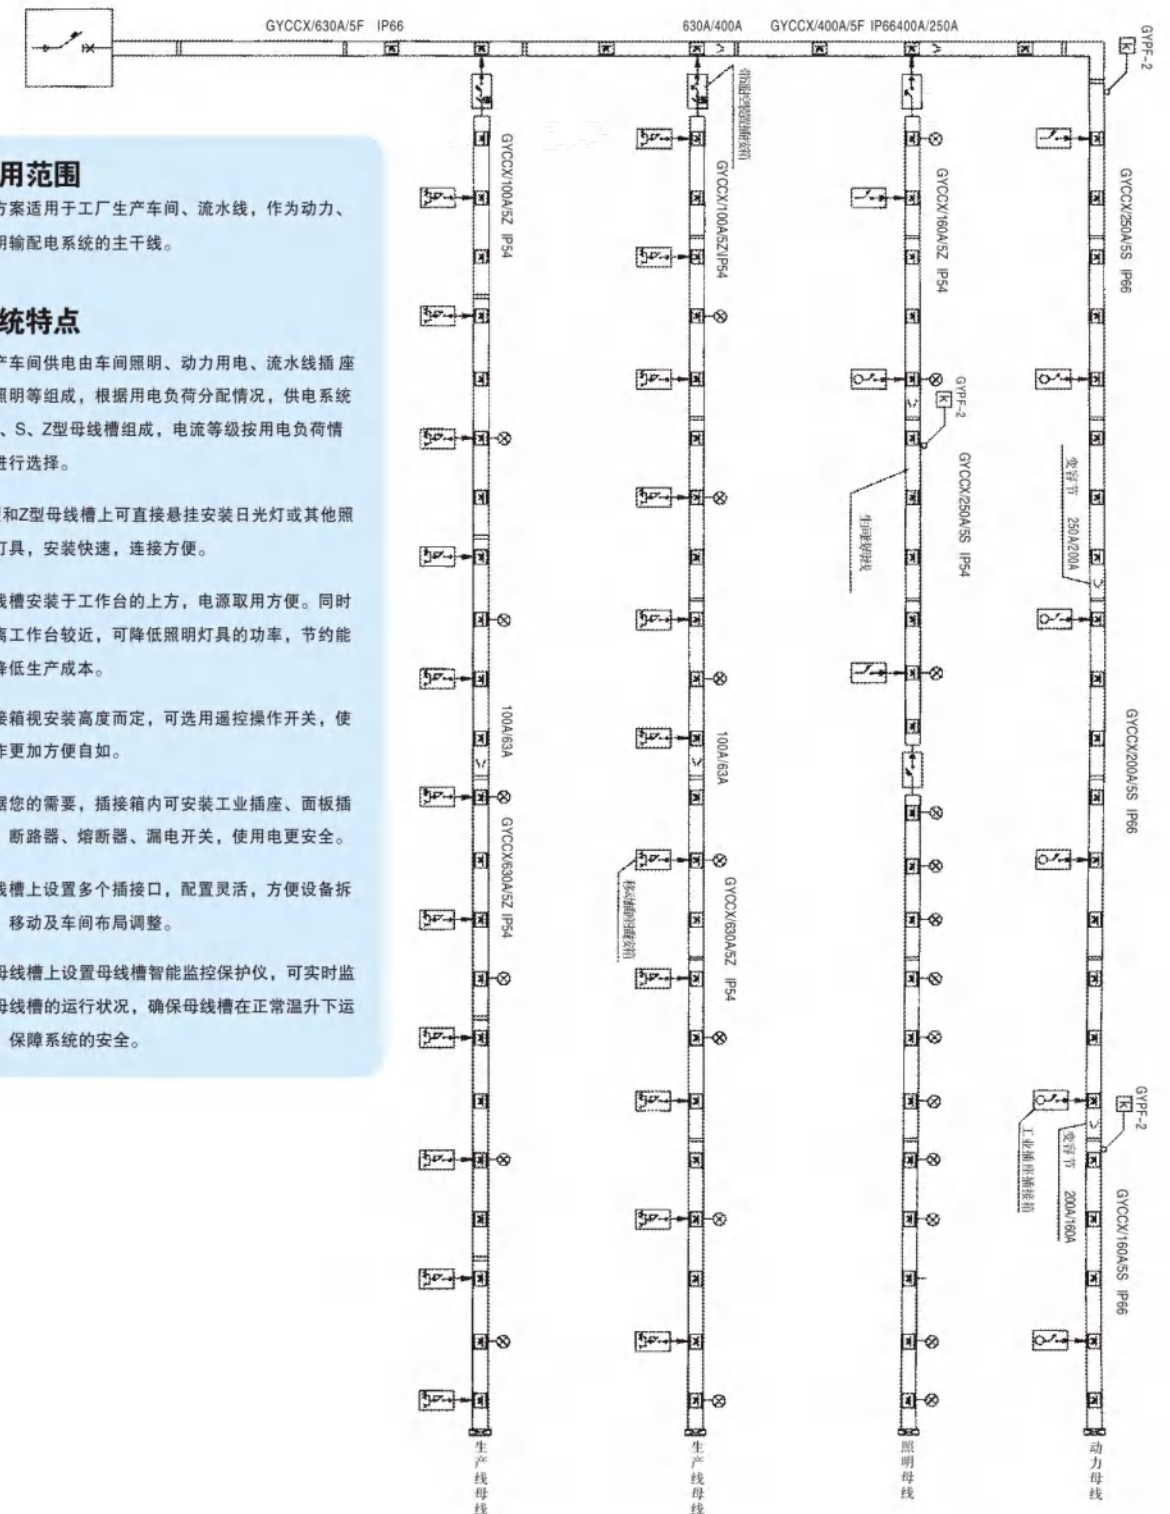 GYCCX/630A/5F IP66
630A/400A
GYCCX/400A/5F IP66400A/250A
GYPF-2
K
用范围
方案适用于工厂生产车间、流水线，作为动力、
明输配电系统的主干线。
统特点
产车间供电由车间照明、动力用电、流水线插座
照明等组成，根据用电负荷分配情况，供电系统
、S、Z型母线槽组成，电流等级按用电负荷情
进行选择。
和Z型母线槽上可直接悬挂安装日光灯或其他照
灯具，安装快速，连接方便。
线槽安装于工作台的上方，电源取用方便。同时
离工作台较近，可降低照明灯具的功率，节约能
降低生产成本。
接箱视安装高度而定，可选用遥控操作开关，使
作更加方便自如。
据您的需要，插接箱内可安装工业插座、面板插
断路器、熔断器、漏电开关，使用电更安全。
线槽上设置多个插接口，配置灵活，方便设备拆
移动及车间布局调整。
母线槽上设置母线槽智能监控保护仪，可实时监
母线槽的运行状况，确保母线槽在正常温升下运
保障系统的安全。
GYCCX/100A/5Z IP54
100A/63A
GYCCX/630A/5Z IP54
生产线母线
GYCCX/100A/5Z\IP54
100A/63A
GYCCX/630A/5Z IP54
生产线母线
GYCCX/160A/5Z IP54
GYPF-2
K
GYCCX/250A/5S IP54
照明母线
GYCCX/250A/5S IP66
变容节 250A/200A
GYCCX/200A/5S IP66
GYPF-2
K
工业插座插接箱
变容节 200A/160A
GYCCX/160A/5S IP66
动力母线